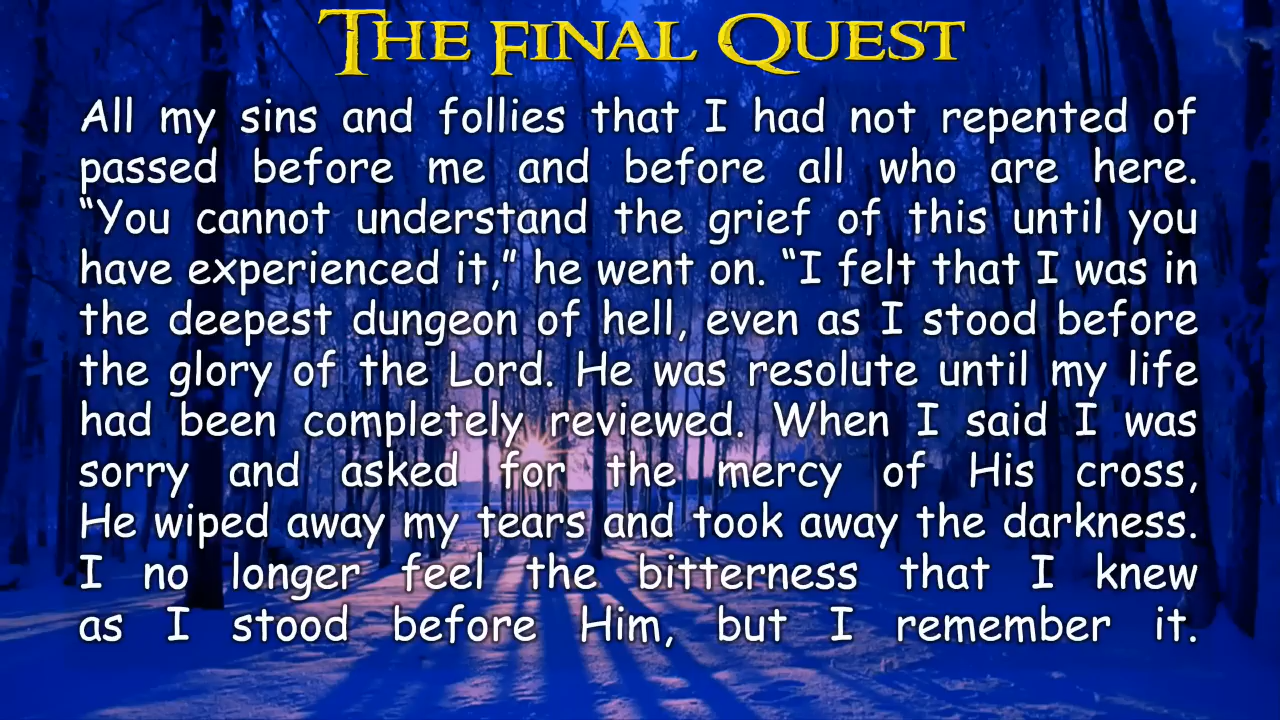 The Final Quest
All my sins and follies that I had not repented of
passed before me and before all who are here.
“You cannot understand the grief of this until you
have experienced it,” he went on. “I felt that I was in
the deepest dungeon of hell, even as I stood before
the glory of the Lord. He was resolute until my life
had been completely reviewed. When I said I was
sorry and asked for the mercy of His cross,
He wiped away my tears and took away the darkness.
I no longer feel the bitterness that I knew
as I stood before Him, but I remember it.